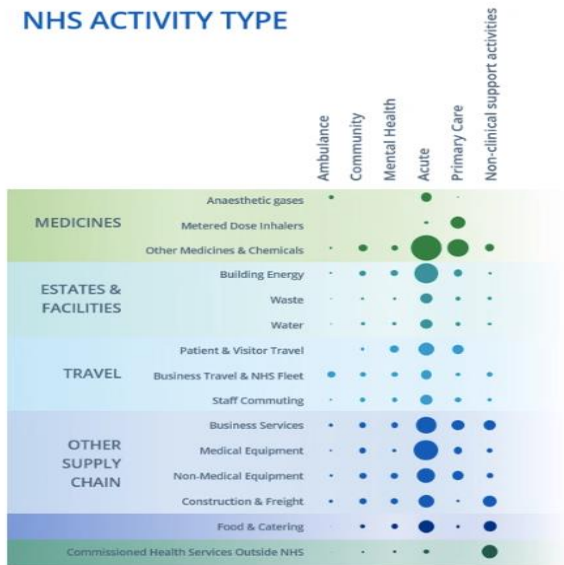 NHS ACTIVITY TYPE
Ambulance
Community
Mental Health
Acute
Primary Care
Non-clinical support activities
MEDICINES
Anaesthetic gases
Metered Dose Inhalers
Other Medicines & Chemicals
ESTATES &
FACILITIES
Building Energy
Waste
Water
TRAVEL
Patient & Visitor Travel
Business Travel & NHS Fleet
Staff Commuting
OTHER
SUPPLY
CHAIN
Business Services
Medical Equipment
Non-Medical Equipment
Construction & Freight
Food & Catering
Commissioned Health Services Outside NHS